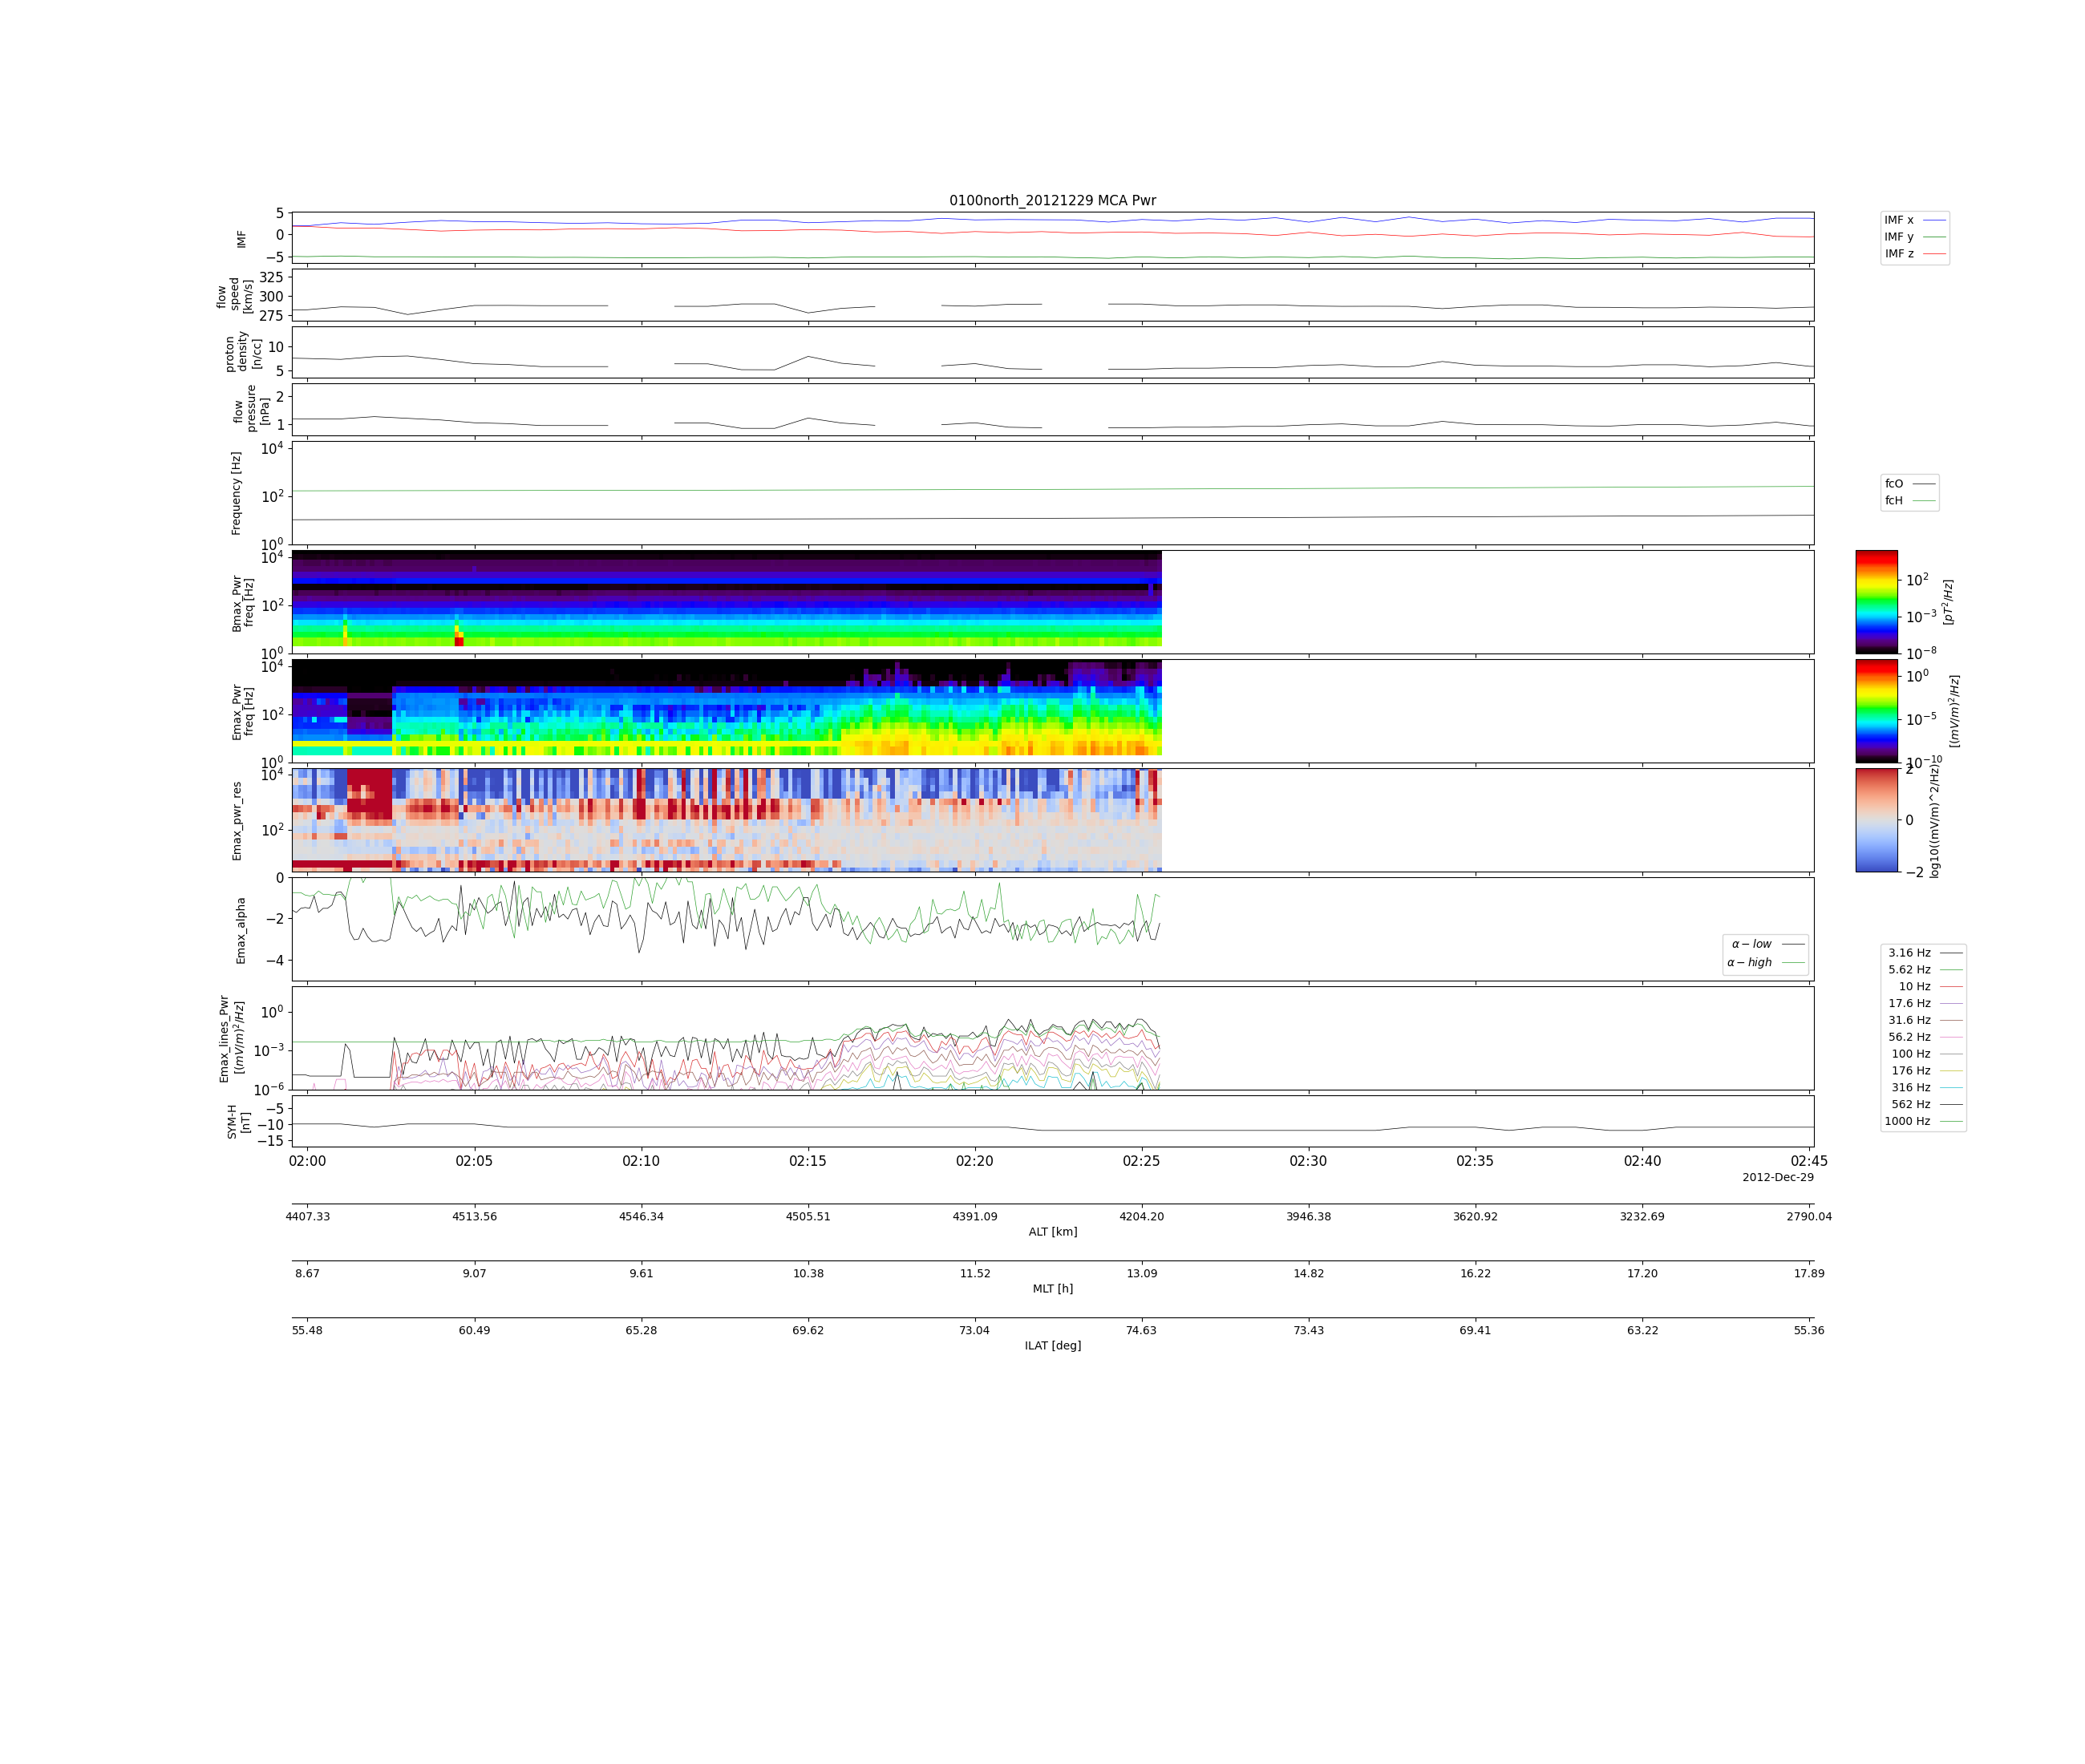 0100north_20121229 MCA Pwr
5
0
−5
IMF
IMF x
IMF y
IMF z
325
300
275
flow
speed
[km/s]
10
5
proton
density
[n/cc]
2
1
flow
pressure
[nPa]
10^4
10^2
10^0
Frequency [Hz]
fcO
fcH
10^4
10^2
10^0
Bmax_Pwr
freq [Hz]
10^2
10^−3
10^−8
[pT^2/Hz]
10^4
10^2
10^0
Emax_Pwr
freq [Hz]
10^0
10^−5
10^−10
[(mV/m)^2/Hz]
10^4
10^2
Emax_pwr_res
2
0
−2
log10((mV/m)^2/Hz)
0
−2
−4
Emax_alpha
α − low
α − high
10^0
10^−3
10^−6
Emax_lines_Pwr
[(mV/m)^2/Hz]
3.16 Hz
5.62 Hz
10 Hz
17.6 Hz
31.6 Hz
56.2 Hz
100 Hz
176 Hz
316 Hz
562 Hz
1000 Hz
−5
−10
−15
SYM-H
[nT]
02:00 02:05 02:10 02:15 02:20 02:25 02:30 02:35 02:40 02:45
2012-Dec-29
4407.33 4513.56 4546.34 4505.51 4391.09 4204.20 3946.38 3620.92 3232.69 2790.04
ALT [km]
8.67 9.07 9.61 10.38 11.52 13.09 14.82 16.22 17.20 17.89
MLT [h]
55.48 60.49 65.28 69.62 73.04 74.63 73.43 69.41 63.22 55.36
ILAT [deg]